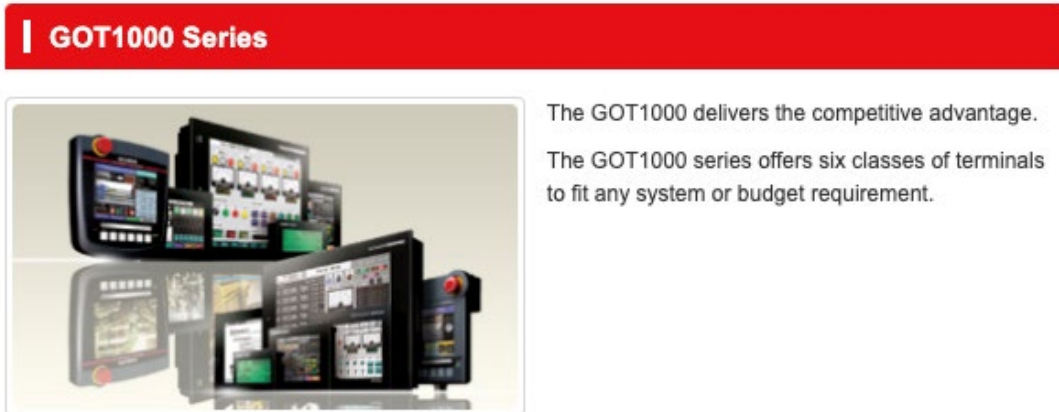 GOT1000 Series
The GOT1000 delivers the competitive advantage.
The GOT1000 series offers six classes of terminals
to fit any system or budget requirement.